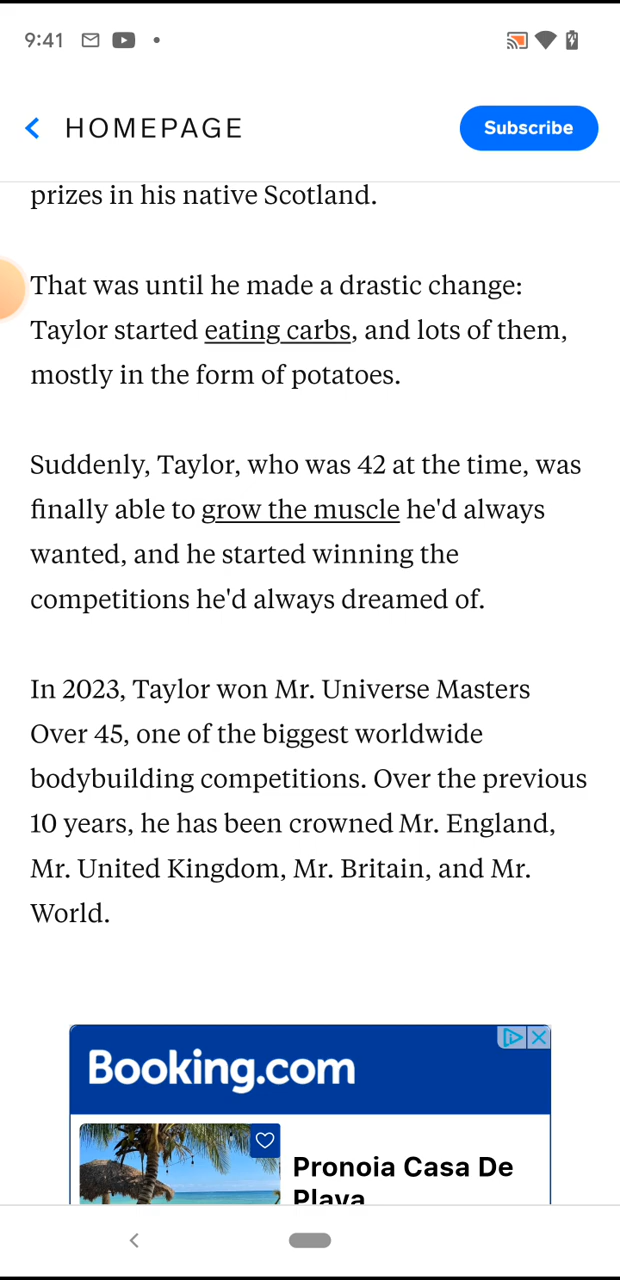 9:41
HOMEPAGE
Subscribe
prizes in his native Scotland.
That was until he made a drastic change:
Taylor started eating carbs, and lots of them,
mostly in the form of potatoes.
Suddenly, Taylor, who was 42 at the time, was
finally able to grow the muscle he'd always
wanted, and he started winning the
competitions he'd always dreamed of.
In 2023, Taylor won Mr. Universe Masters
Over 45, one of the biggest worldwide
bodybuilding competitions. Over the previous
10 years, he has been crowned Mr. England,
Mr. United Kingdom, Mr. Britain, and Mr.
World.
Booking.com
Pronoia Casa De
Playa